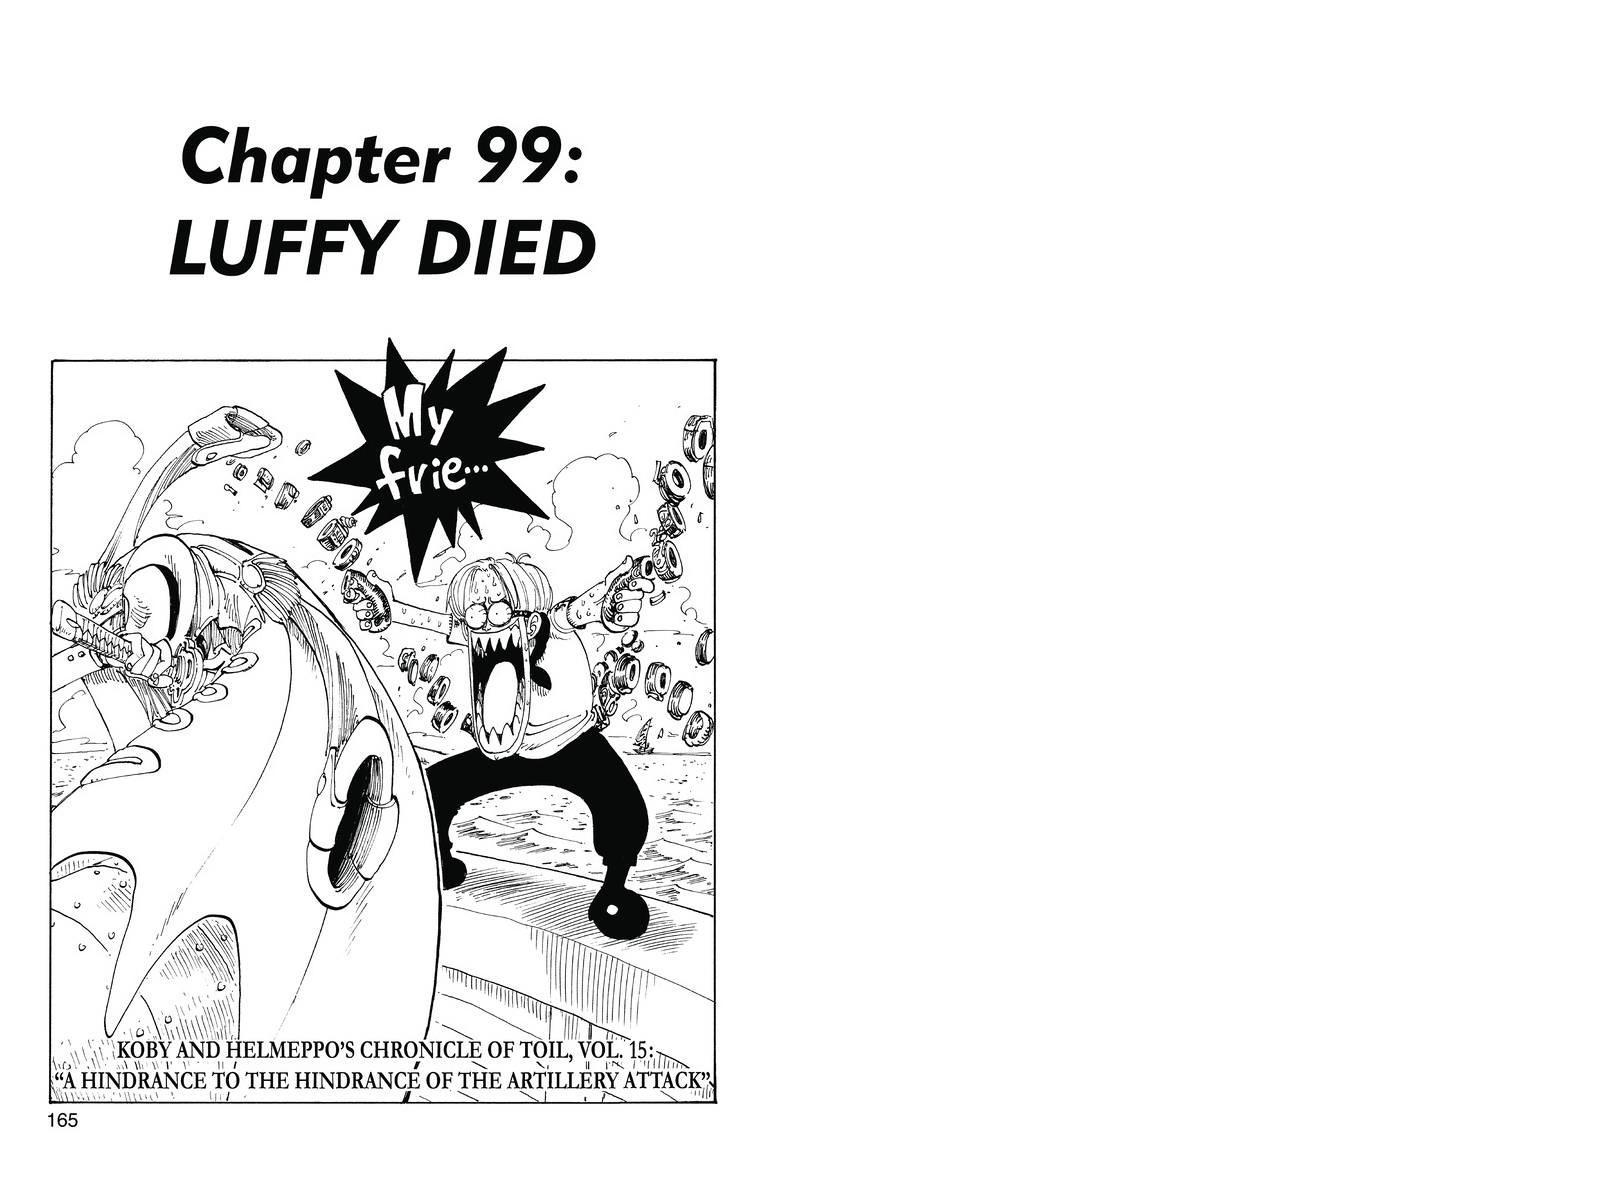 Chapter 99:
LUFFY DIED
My
frie...
KOBY AND HELMEPPO'S CHRONICLE OF TOIL, VOL. 15:
“A HINDRANCE TO THE HINDRANCE OF THE ARTILLERY ATTACK”
165